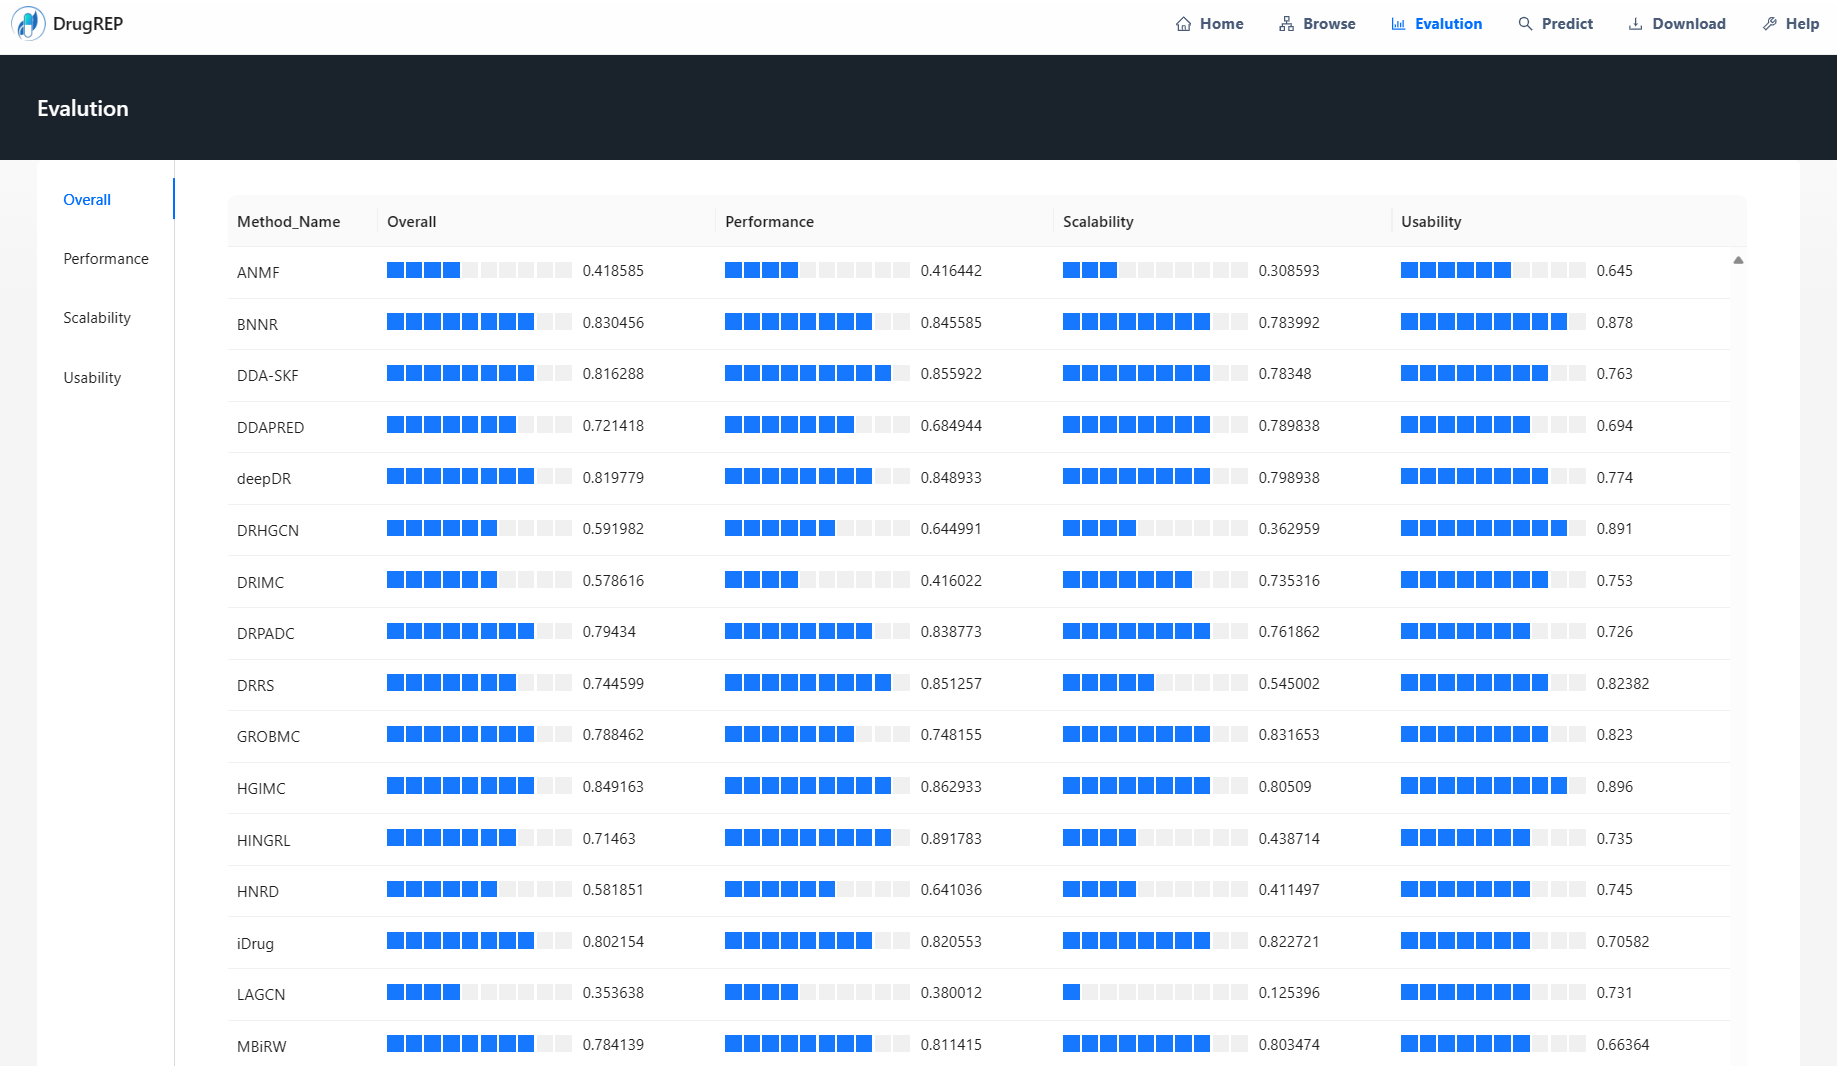 DrugREP
Home Browse Evalution Predict Download Help
Evalution
Overall
Performance
Scalability
Usability
Method_Name Overall Performance Scalability Usability
ANMF 0.418585 0.416442 0.308593 0.645
BNNR 0.830456 0.845585 0.783992 0.878
DDA-SKF 0.816288 0.855922 0.78348 0.763
DDAPRED 0.721418 0.684944 0.789838 0.694
deepDR 0.819779 0.848933 0.798938 0.774
DRHGCN 0.591982 0.644991 0.362959 0.891
DRIMC 0.578616 0.416022 0.735316 0.753
DRPADC 0.79434 0.838773 0.761862 0.726
DRRS 0.744599 0.851257 0.545002 0.82382
GROBMC 0.788462 0.748155 0.831653 0.823
HGIMC 0.849163 0.862933 0.80509 0.896
HINGRL 0.71463 0.891783 0.438714 0.735
HNRD 0.581851 0.641036 0.411497 0.745
iDrug 0.802154 0.820553 0.822721 0.70582
LAGCN 0.353638 0.380012 0.125396 0.731
MBiRW 0.784139 0.811415 0.803474 0.66364